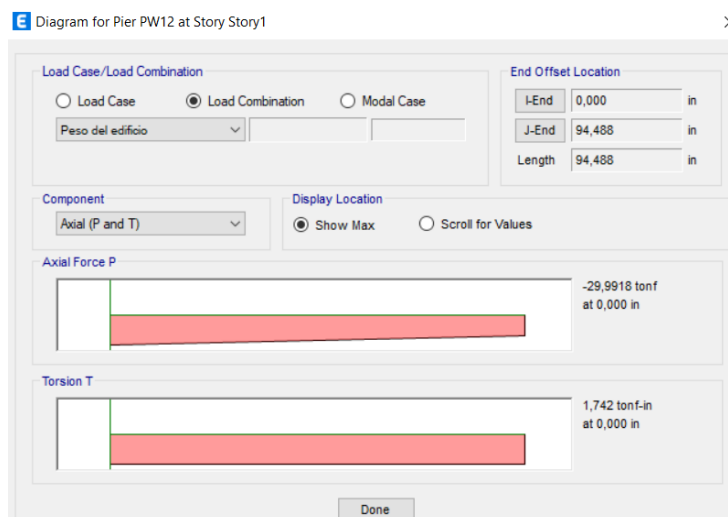 E Diagram for Pier PW12 at Story Story1
Load Case/Load Combination
Load Case Load Combination Modal Case
Peso del edificio
End Offset Location
I-End 0,000 in
J-End 94,488 in
Length 94,488 in
Component
Axial (P and T)
Display Location
Show Max Scroll for Values
Axial Force P
-29,9918 tonf
at 0,000 in
Torsion T
1,742 tonf-in
at 0,000 in
Done